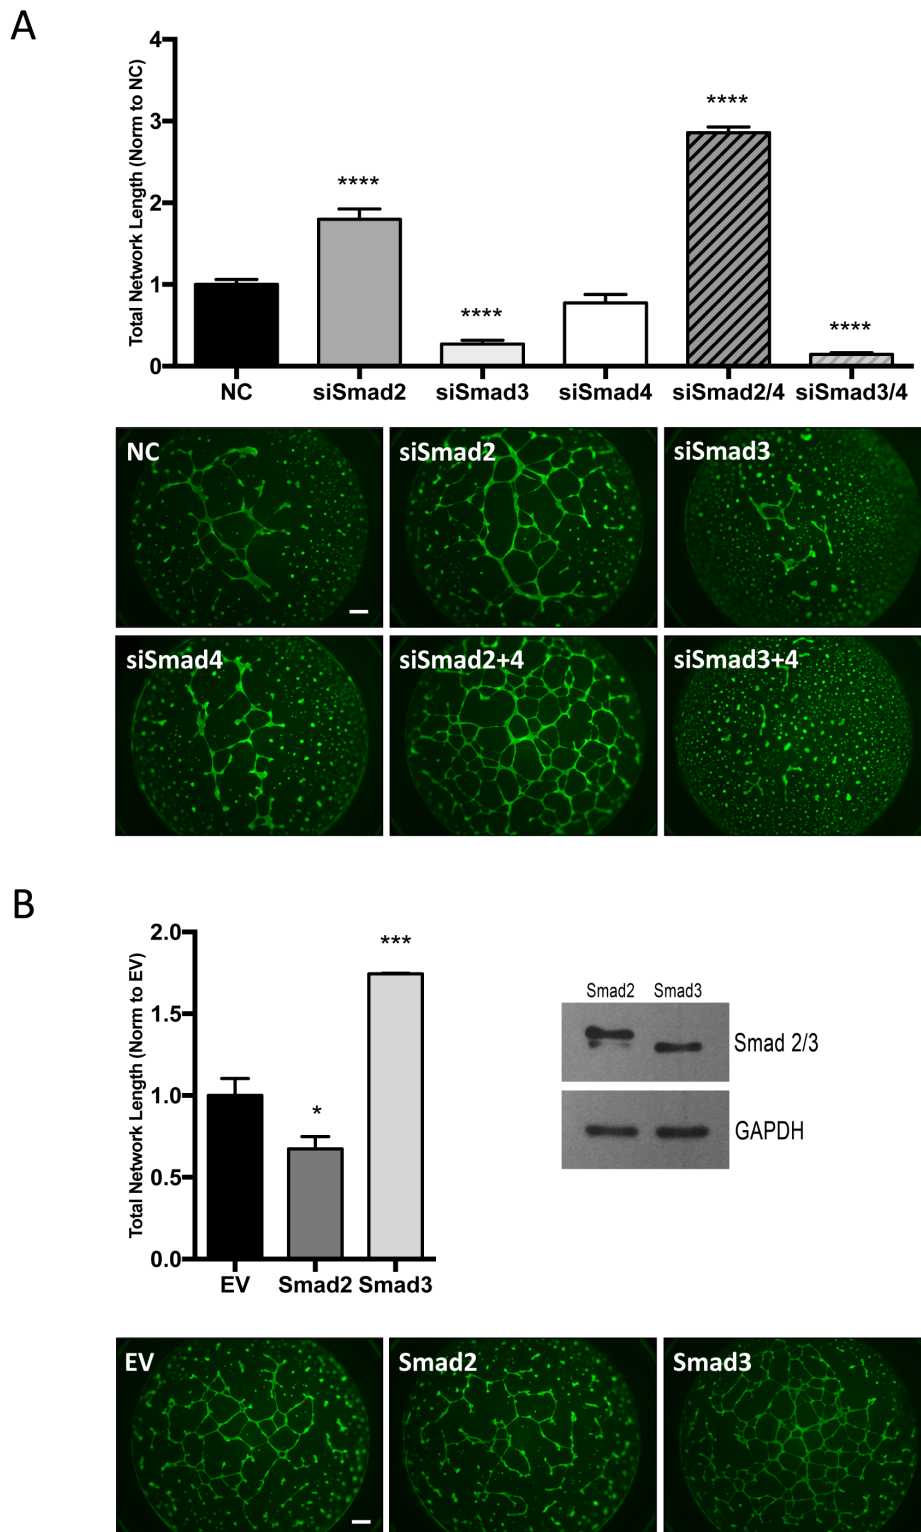 A
Total Network Length (Norm to NC)
4
3
2
1
0
****
****
****
****
NC
siSmad2
siSmad3
siSmad4
siSmad2/4
siSmad3/4
NC
siSmad2
siSmad3
siSmad4
siSmad2+4
siSmad3+4
B
Total Network Length (Norm to EV)
2.0
1.5
1.0
0.5
0.0
*
***
EV
Smad2
Smad3
Smad2
Smad3
Smad 2/3
GAPDH
EV
Smad2
Smad3